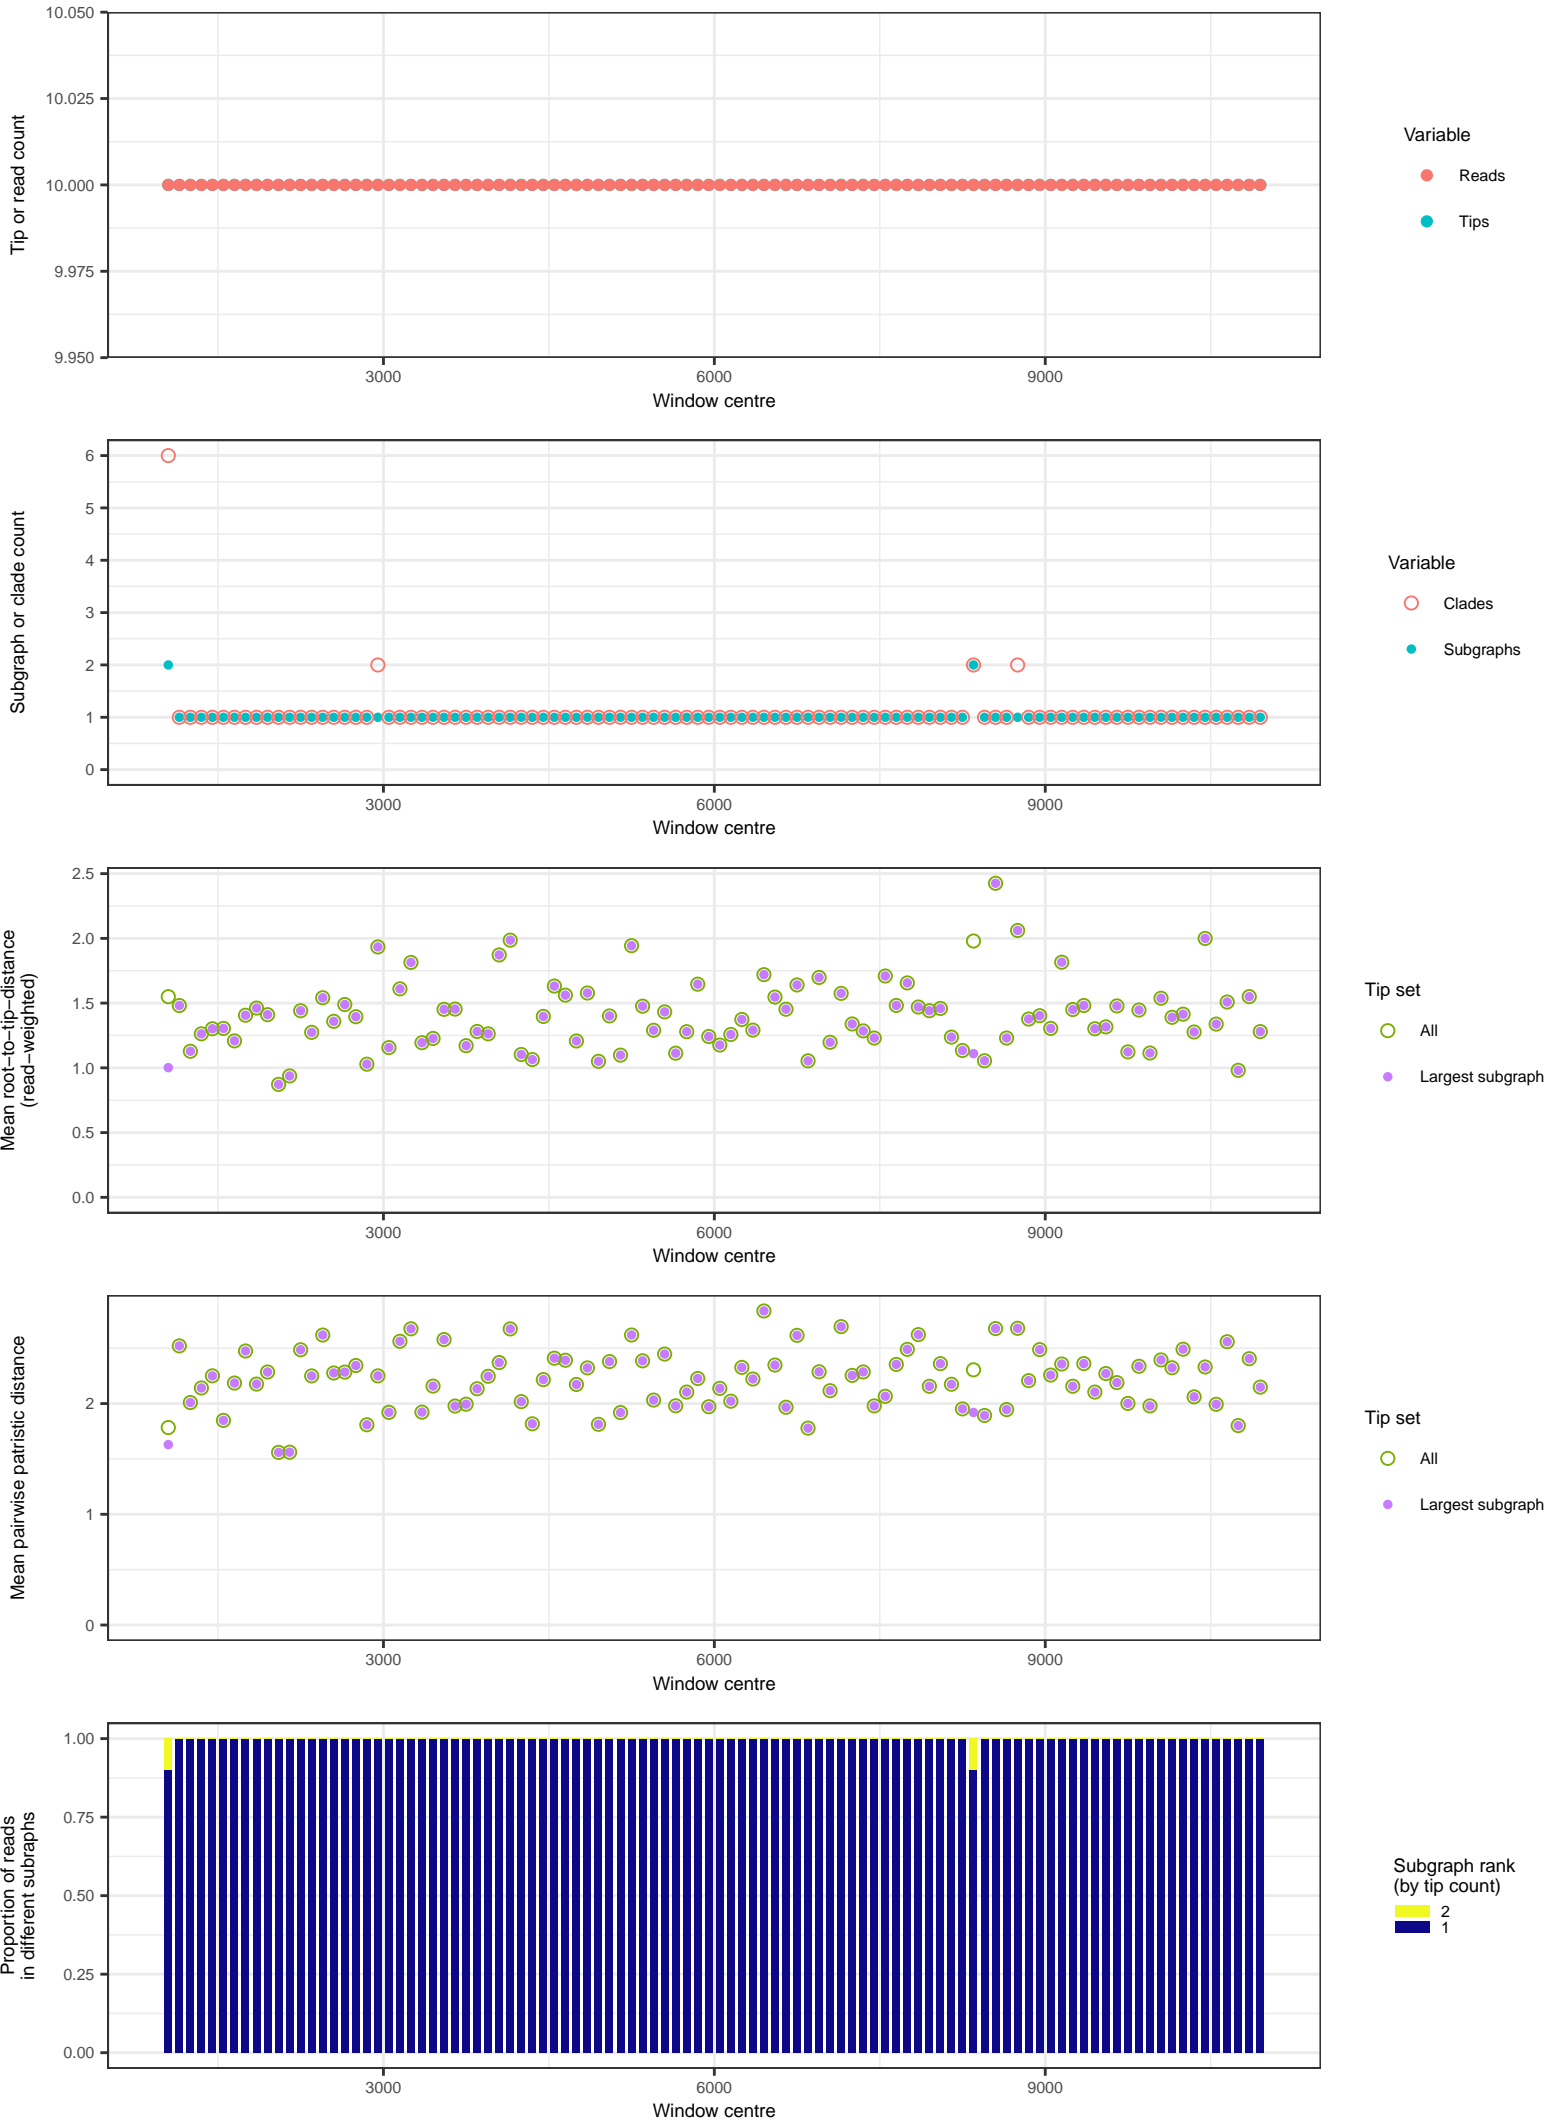 10.050
10.025
10.000
9.975
9.950
Tip or read count
3000 6000 9000
Window centre
Variable
Reads
Tips
6
5
4
3
2
1
0
Subgraph or clade count
3000 6000 9000
Window centre
Variable
Clades
Subgraphs
2.5
2.0
1.5
1.0
0.5
0.0
Mean root−to−tip−distance
(read−weighted)
3000 6000 9000
Window centre
Tip set
All
Largest subgraph
2
1
0
Mean pairwise patristic distance
3000 6000 9000
Window centre
Tip set
All
Largest subgraph
1.00
0.75
0.50
0.25
0.00
Proportion of reads
in different subraphs
3000 6000 9000
Window centre
Subgraph rank
(by tip count)
2
1